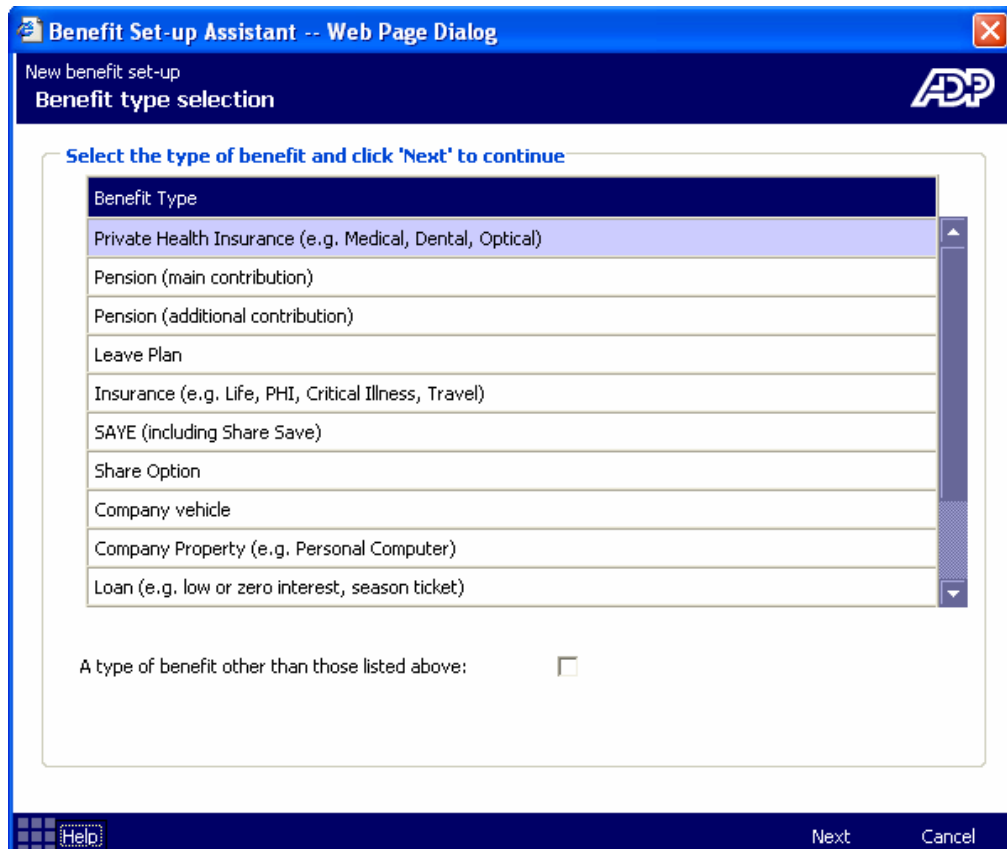 Benefit Set-up Assistant -- Web Page Dialog
New benefit set-up
Benefit type selection
ADP
Select the type of benefit and click 'Next' to continue
Benefit Type
Private Health Insurance (e.g. Medical, Dental, Optical)
Pension (main contribution)
Pension (additional contribution)
Leave Plan
Insurance (e.g. Life, PHI, Critical Illness, Travel)
SAYE (including Share Save)
Share Option
Company vehicle
Company Property (e.g. Personal Computer)
Loan (e.g. low or zero interest, season ticket)
A type of benefit other than those listed above:
Help Next Cancel